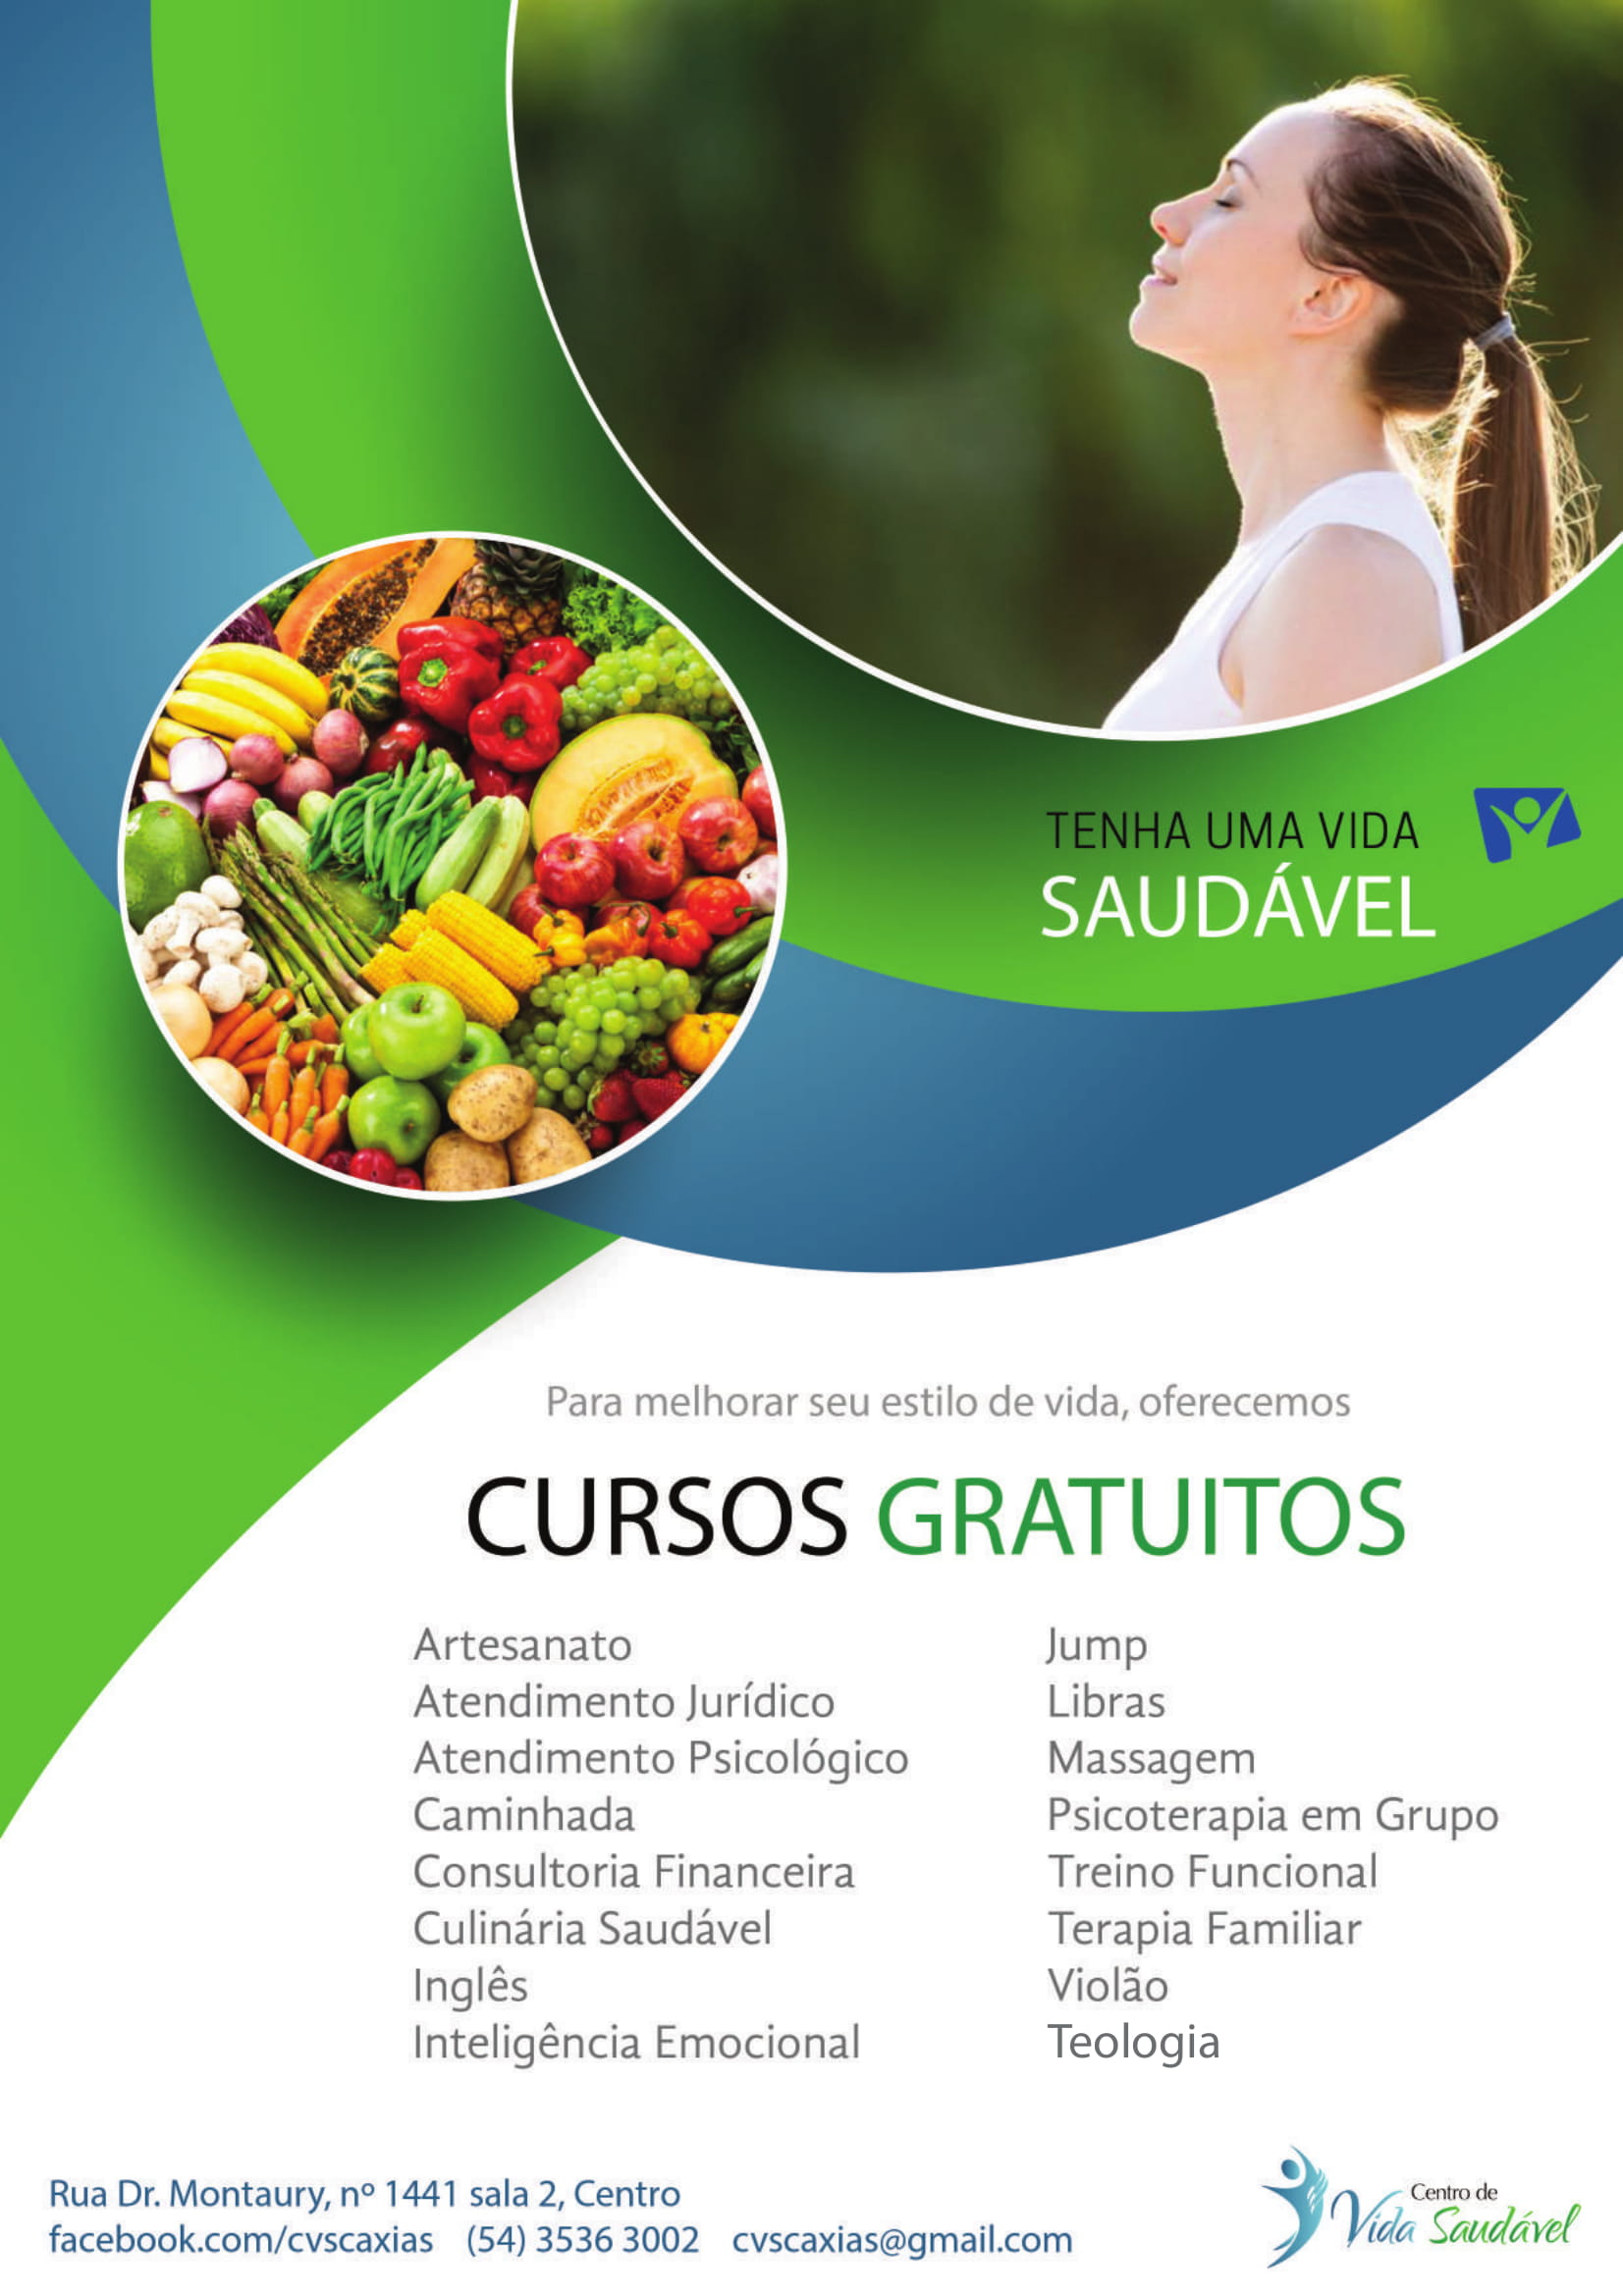 TENHA UMA VIDA
SAUDÁVEL
Para melhorar seu estilo de vida, oferecemos
CURSOS GRATUITOS
Artesanato
Atendimento Jurídico
Atendimento Psicológico
Caminhada
Consultoria Financeira
Culinária Saudável
Inglês
Inteligência Emocional
Jump
Libras
Massagem
Psicoterapia em Grupo
Treino Funcional
Terapia Familiar
Violão
Teologia
Rua Dr. Montaury, nº 1441 sala 2, Centro
facebook.com/cvscaxias (54) 3536 3002 cvscaxias@gmail.com
Centro de
Vida Saudável